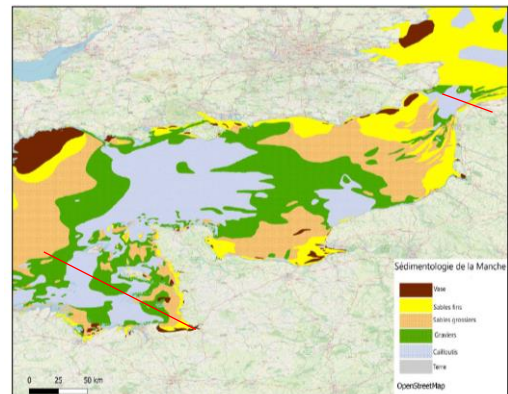 Sédimentologie de la Manche
Vase
Sables fins
Sables grossiers
Graviers
Cailloutis
Terre
OpenStreetMap
0 25 50 km